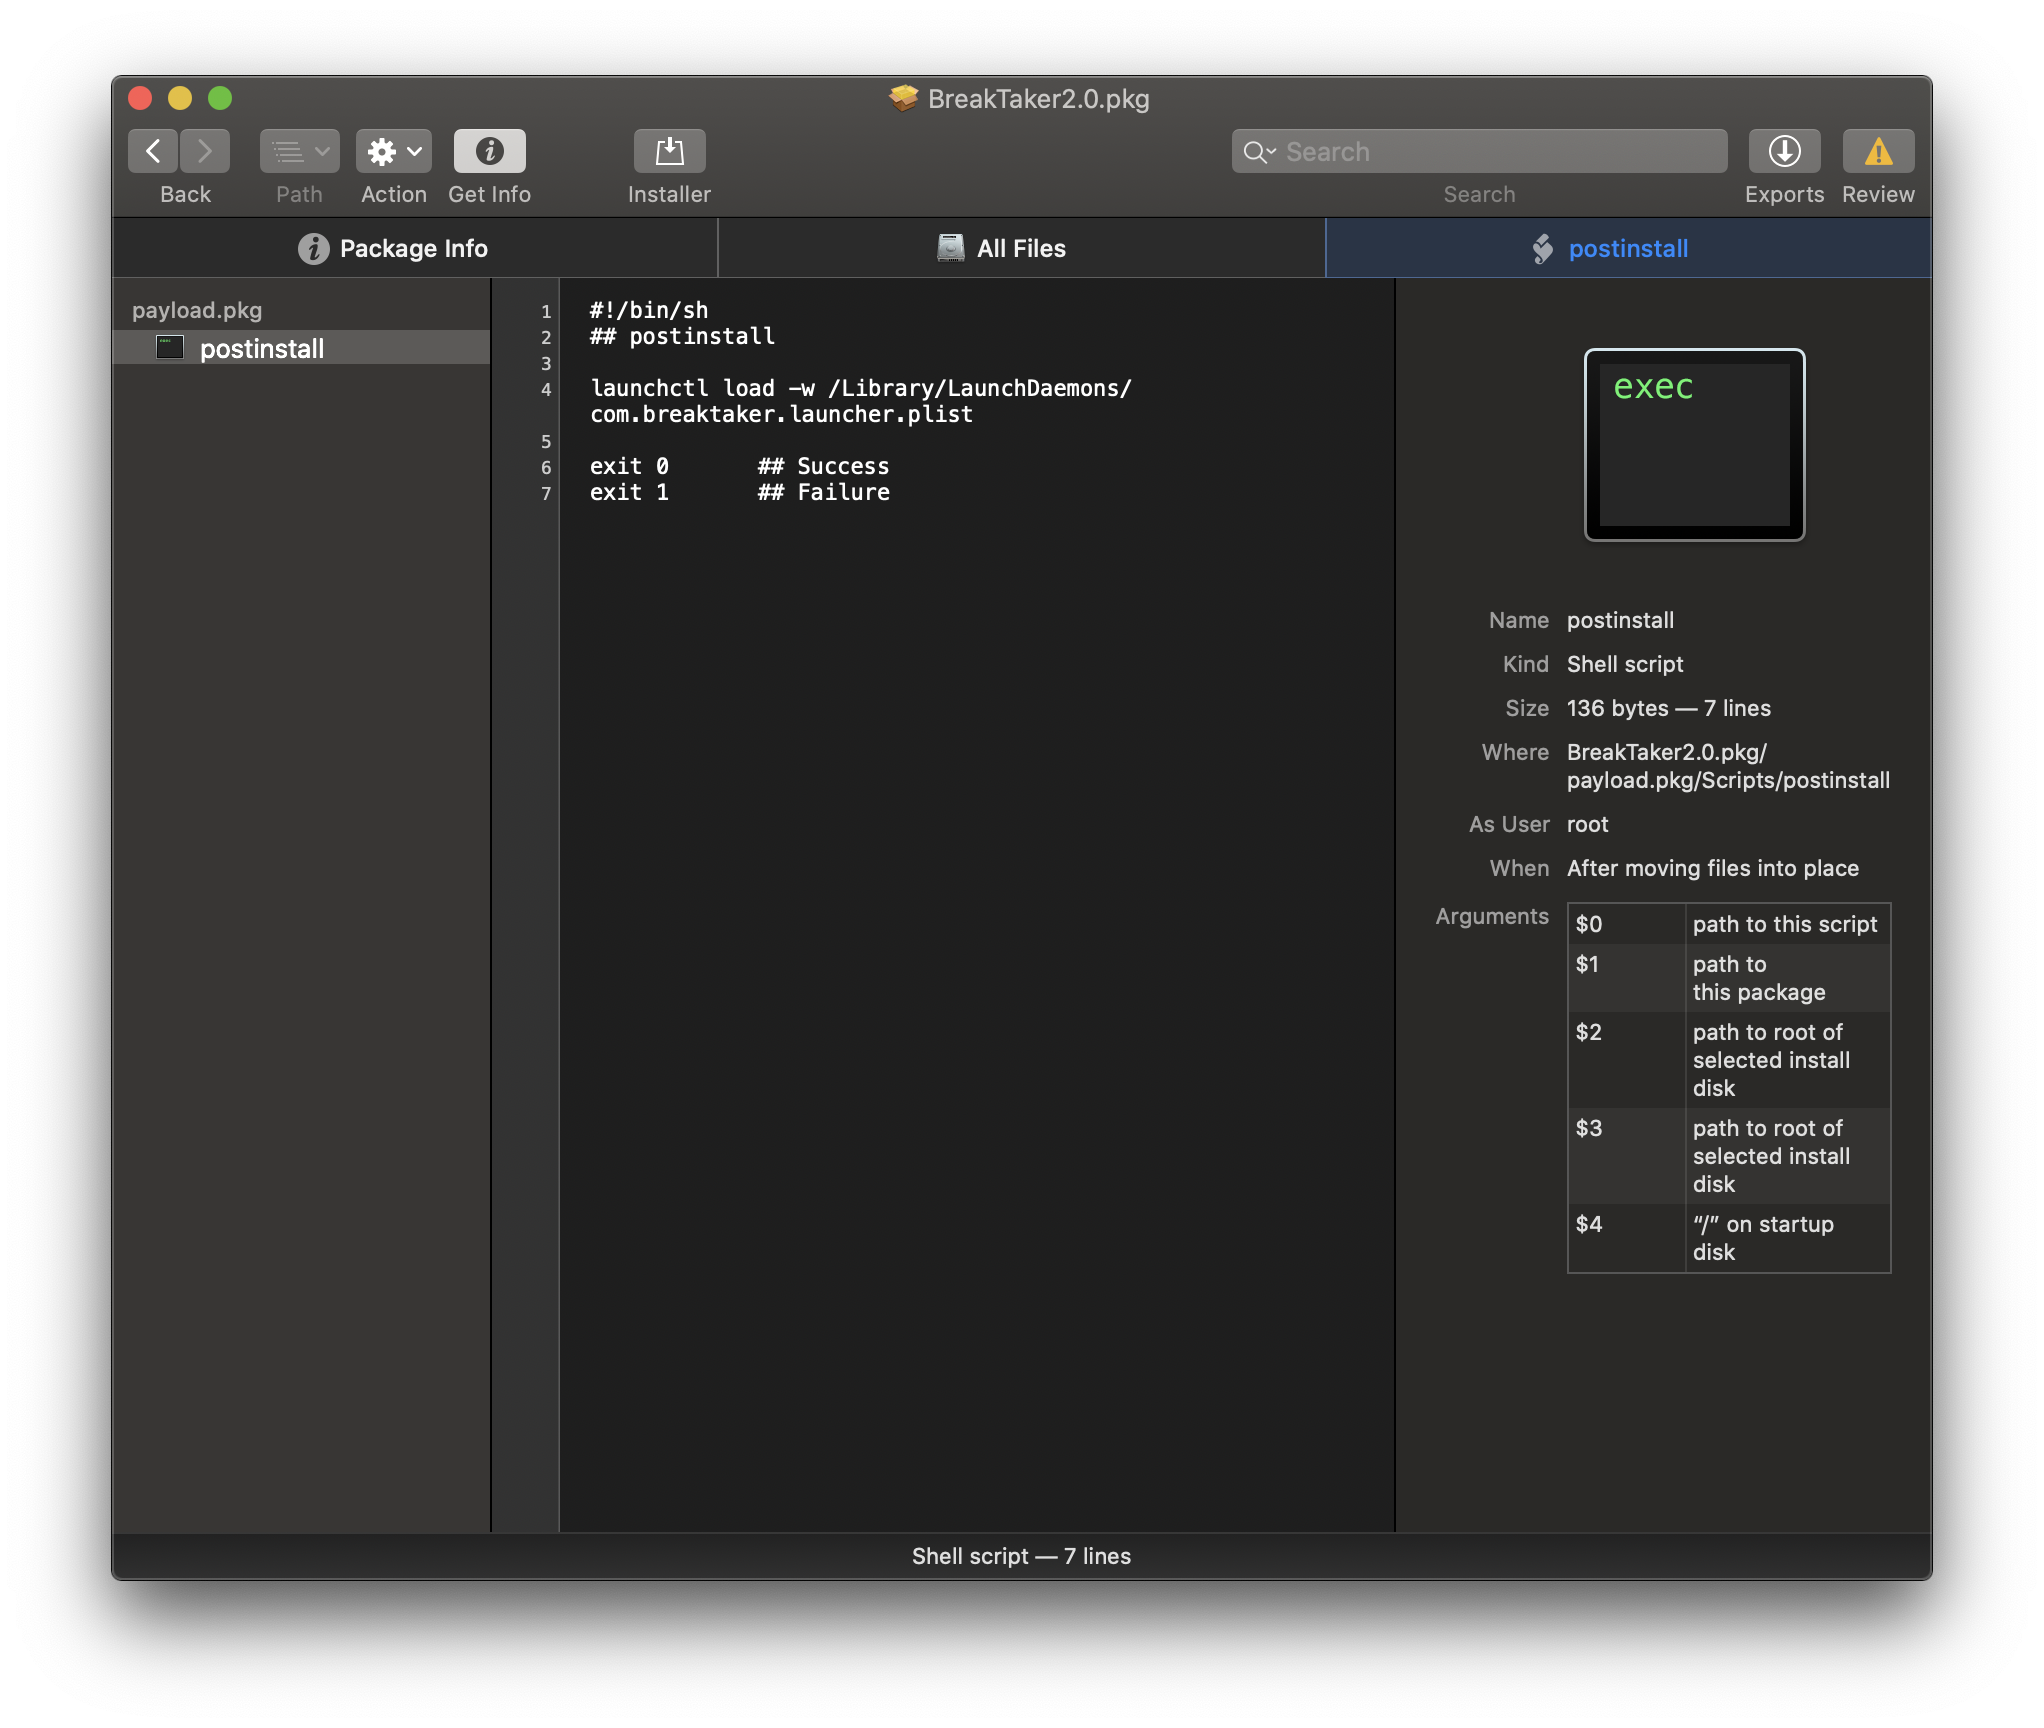 BreakTaker2.0.pkg
Search
Back
Path
Action
Get Info
Installer
Search
Exports
Review
Package Info
All Files
postinstall
payload.pkg
postinstall
1 #!/bin/sh
2 ## postinstall
3
4 launchctl load -w /Library/LaunchDaemons/
com.breaktaker.launcher.plist
5
6 exit 0 ## Success
7 exit 1 ## Failure
exec
exec
Name postinstall
Kind Shell script
Size 136 bytes — 7 lines
Where BreakTaker2.0.pkg/
payload.pkg/Scripts/postinstall
As User root
When After moving files into place
Arguments
$0 path to this script
$1 path to
this package
$2 path to root of
selected install
disk
$3 path to root of
selected install
disk
$4 “/” on startup
disk
Shell script — 7 lines